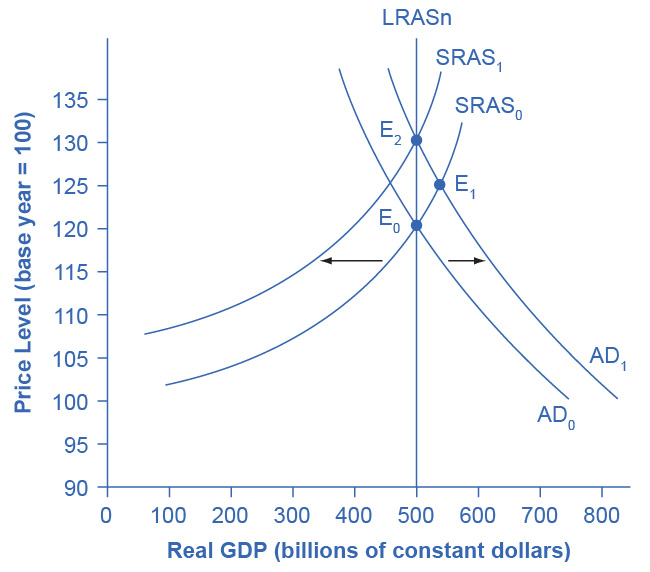 LRASn
SRAS₁
SRAS₀
135
130
125
120
115
110
105
100
95
90
E₂
E₁
E₀
AD₁
AD₀
0 100 200 300 400 500 600 700 800
Price Level (base year = 100)
Real GDP (billions of constant dollars)